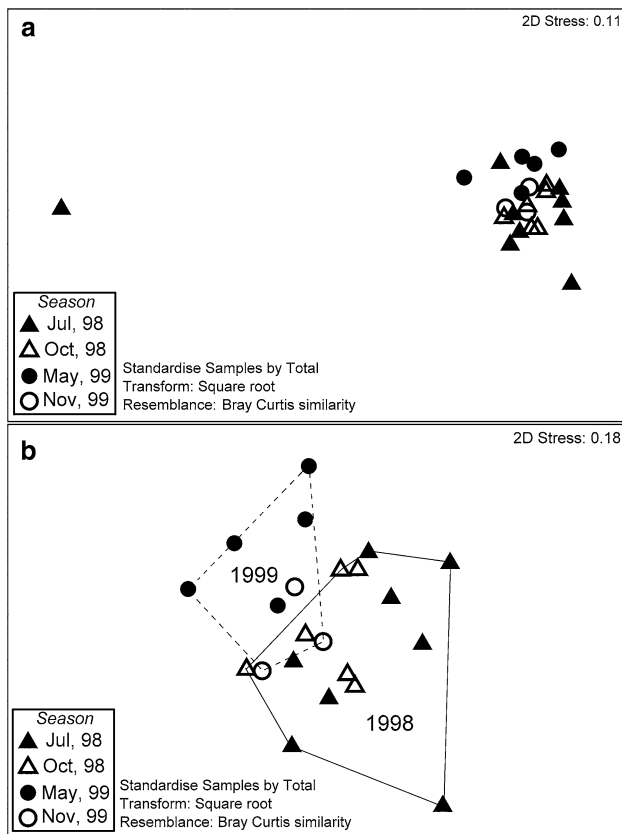 a
2D Stress: 0.11
Season
Jul, 98
Oct, 98
May, 99
Nov, 99
Standardise Samples by Total
Transform: Square root
Resemblance: Bray Curtis similarity
b
2D Stress: 0.18
1999
1998
Season
Jul, 98
Oct, 98
May, 99
Nov, 99
Standardise Samples by Total
Transform: Square root
Resemblance: Bray Curtis similarity